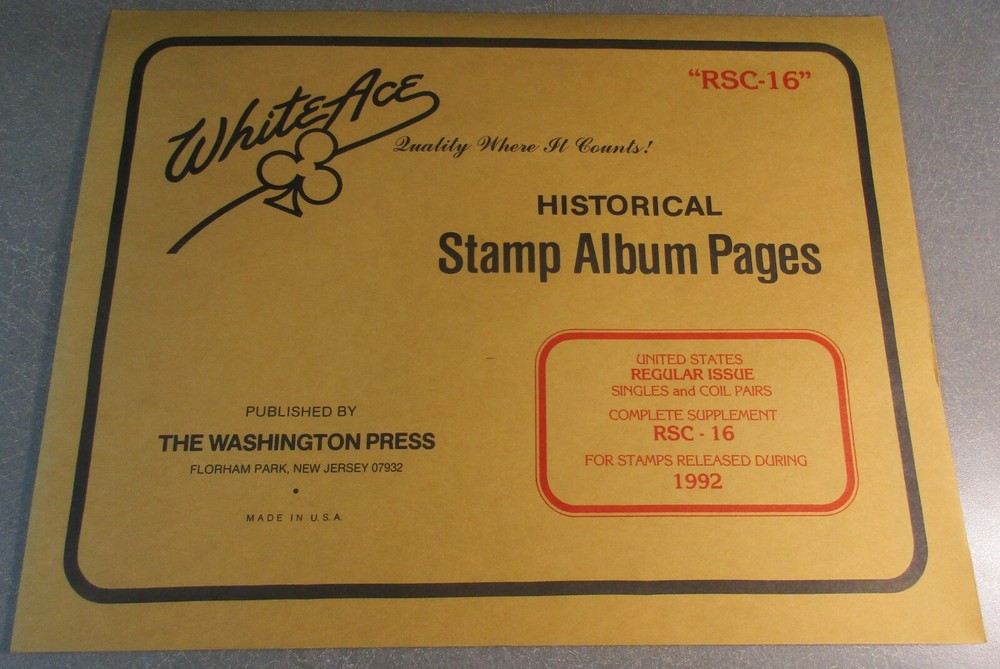 "RSC-16"
White Ace
Quality Where It Counts!
HISTORICAL
Stamp Album Pages
UNITED STATES
REGULAR ISSUE
SINGLES and COIL PAIRS
COMPLETE SUPPLEMENT
RSC - 16
FOR STAMPS RELEASED DURING
1992
PUBLISHED BY
THE WASHINGTON PRESS
FLORHAM PARK, NEW JERSEY 07932
•
MADE IN U.S.A.